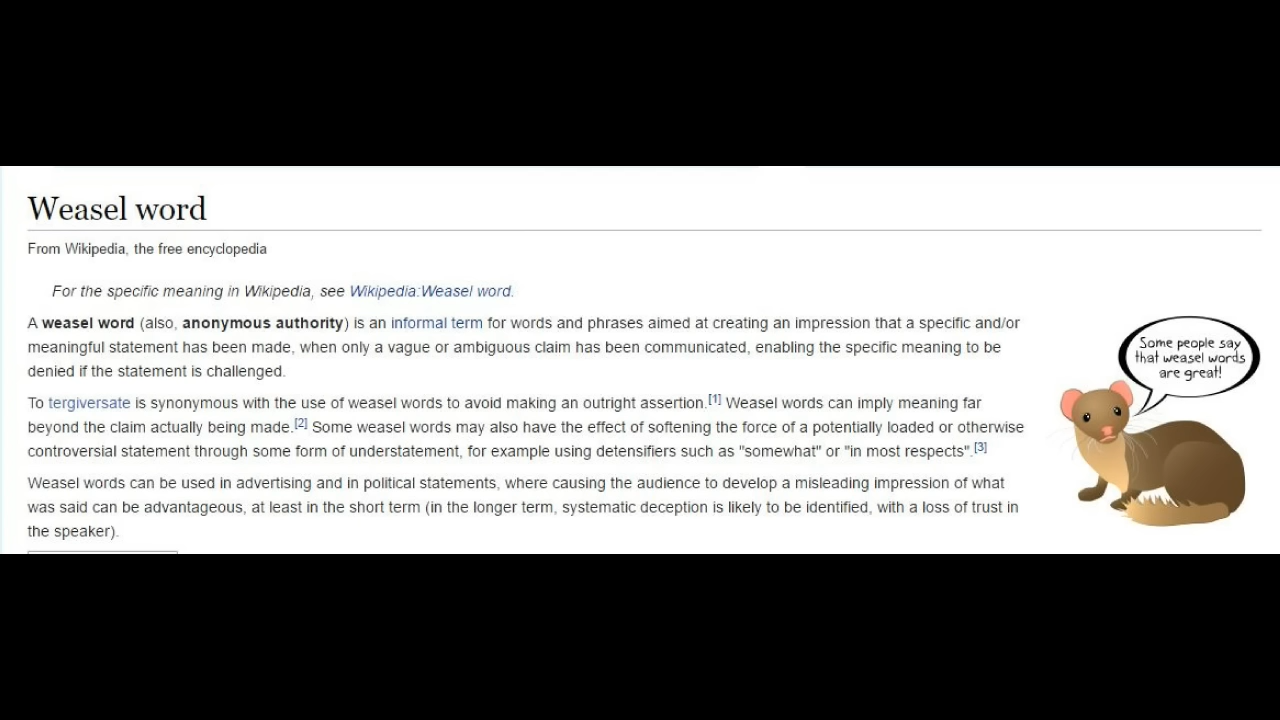 Weasel word
From Wikipedia, the free encyclopedia
For the specific meaning in Wikipedia, see Wikipedia:Weasel word.
A weasel word (also, anonymous authority) is an informal term for words and phrases aimed at creating an impression that a specific and/or
meaningful statement has been made, when only a vague or ambiguous claim has been communicated, enabling the specific meaning to be
denied if the statement is challenged.
To tergiversate is synonymous with the use of weasel words to avoid making an outright assertion.[1] Weasel words can imply meaning far
beyond the claim actually being made.[2] Some weasel words may also have the effect of softening the force of a potentially loaded or otherwise
controversial statement through some form of understatement, for example using detensifiers such as "somewhat" or "in most respects".[3]
Weasel words can be used in advertising and in political statements, where causing the audience to develop a misleading impression of what
was said can be advantageous, at least in the short term (in the longer term, systematic deception is likely to be identified, with a loss of trust in
the speaker).
Some people say
that weasel words
are great!